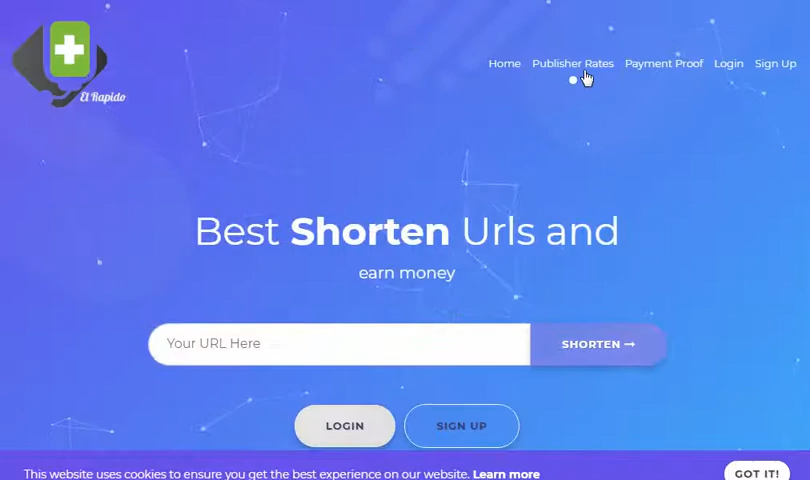 El Rapido
Home Publisher Rates Payment Proof Login Sign Up
Best Shorten Urls and
earn money
Your URL Here
SHORTEN →
LOGIN SIGN UP
This website uses cookies to ensure you get the best experience on our website. Learn more
GOT IT!